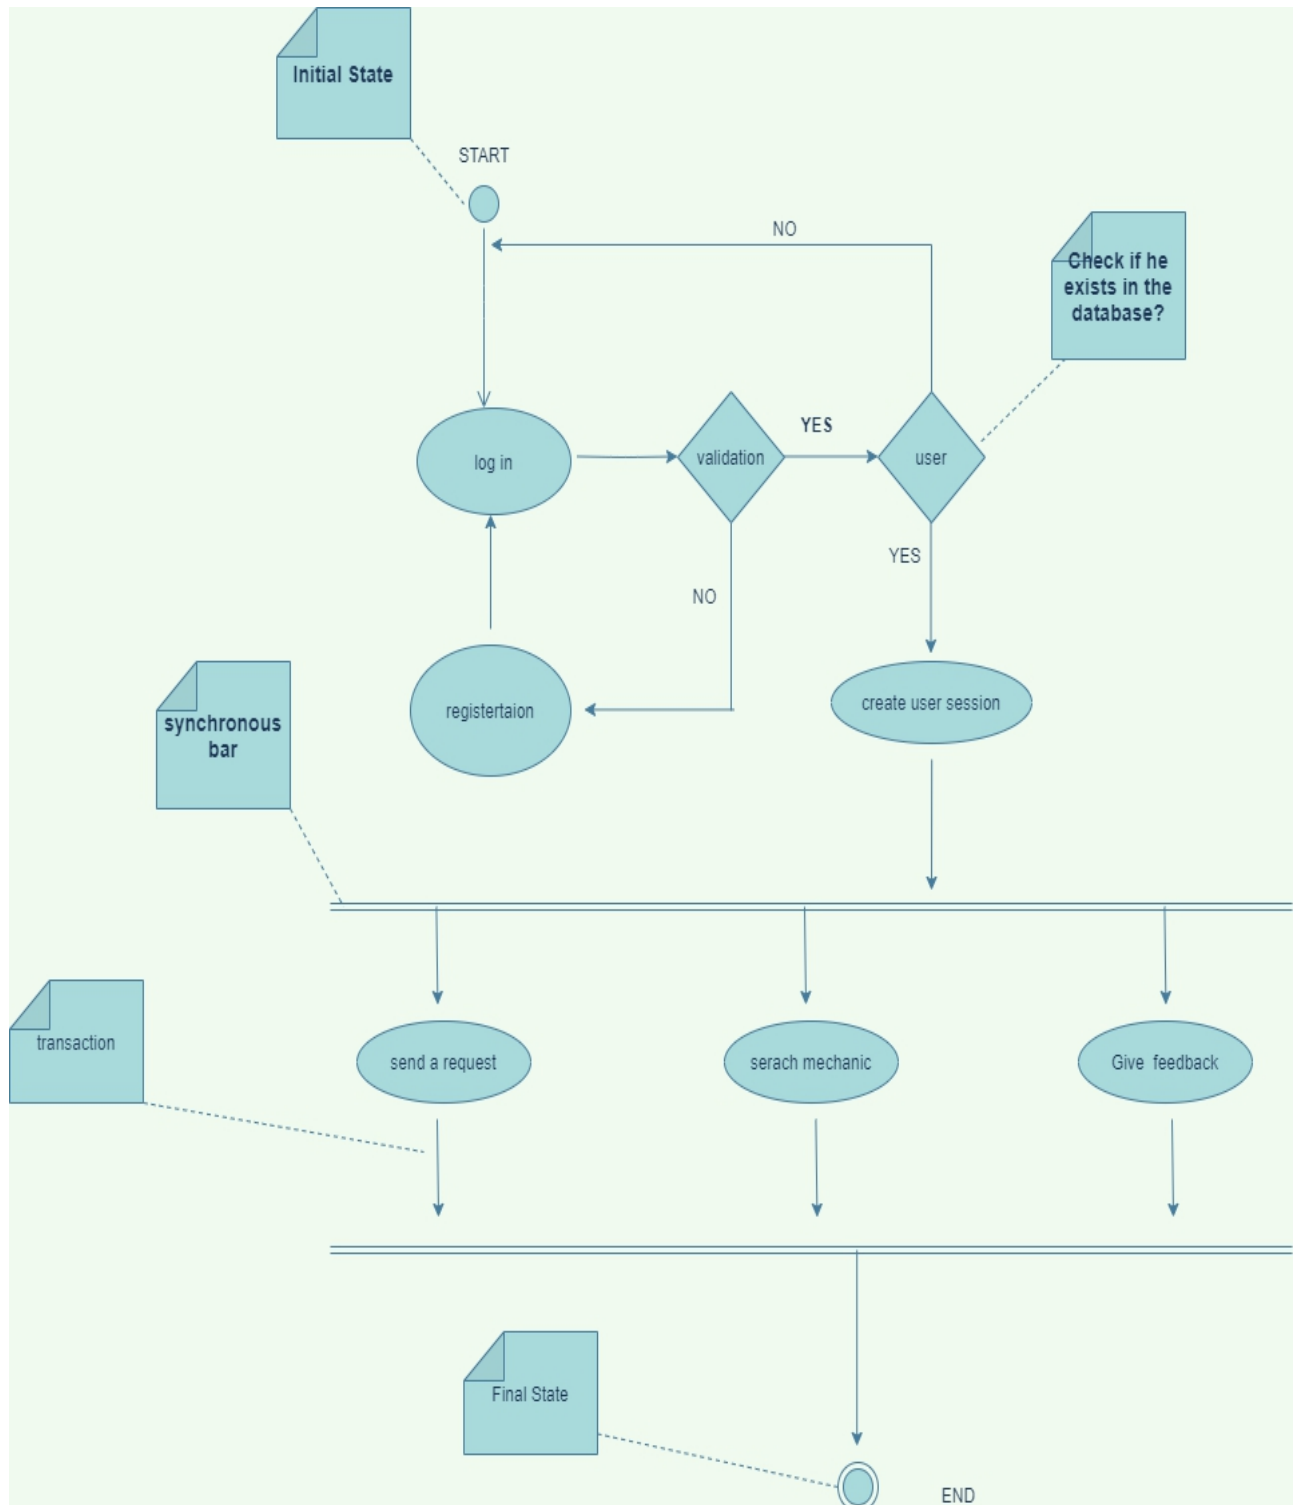 Initial State
START
NO
Check if he
exists in the
database?
YES
log in
validation
user
YES
NO
registertaion
create user session
synchronous
bar
transaction
send a request
serach mechanic
Give feedback
Final State
END